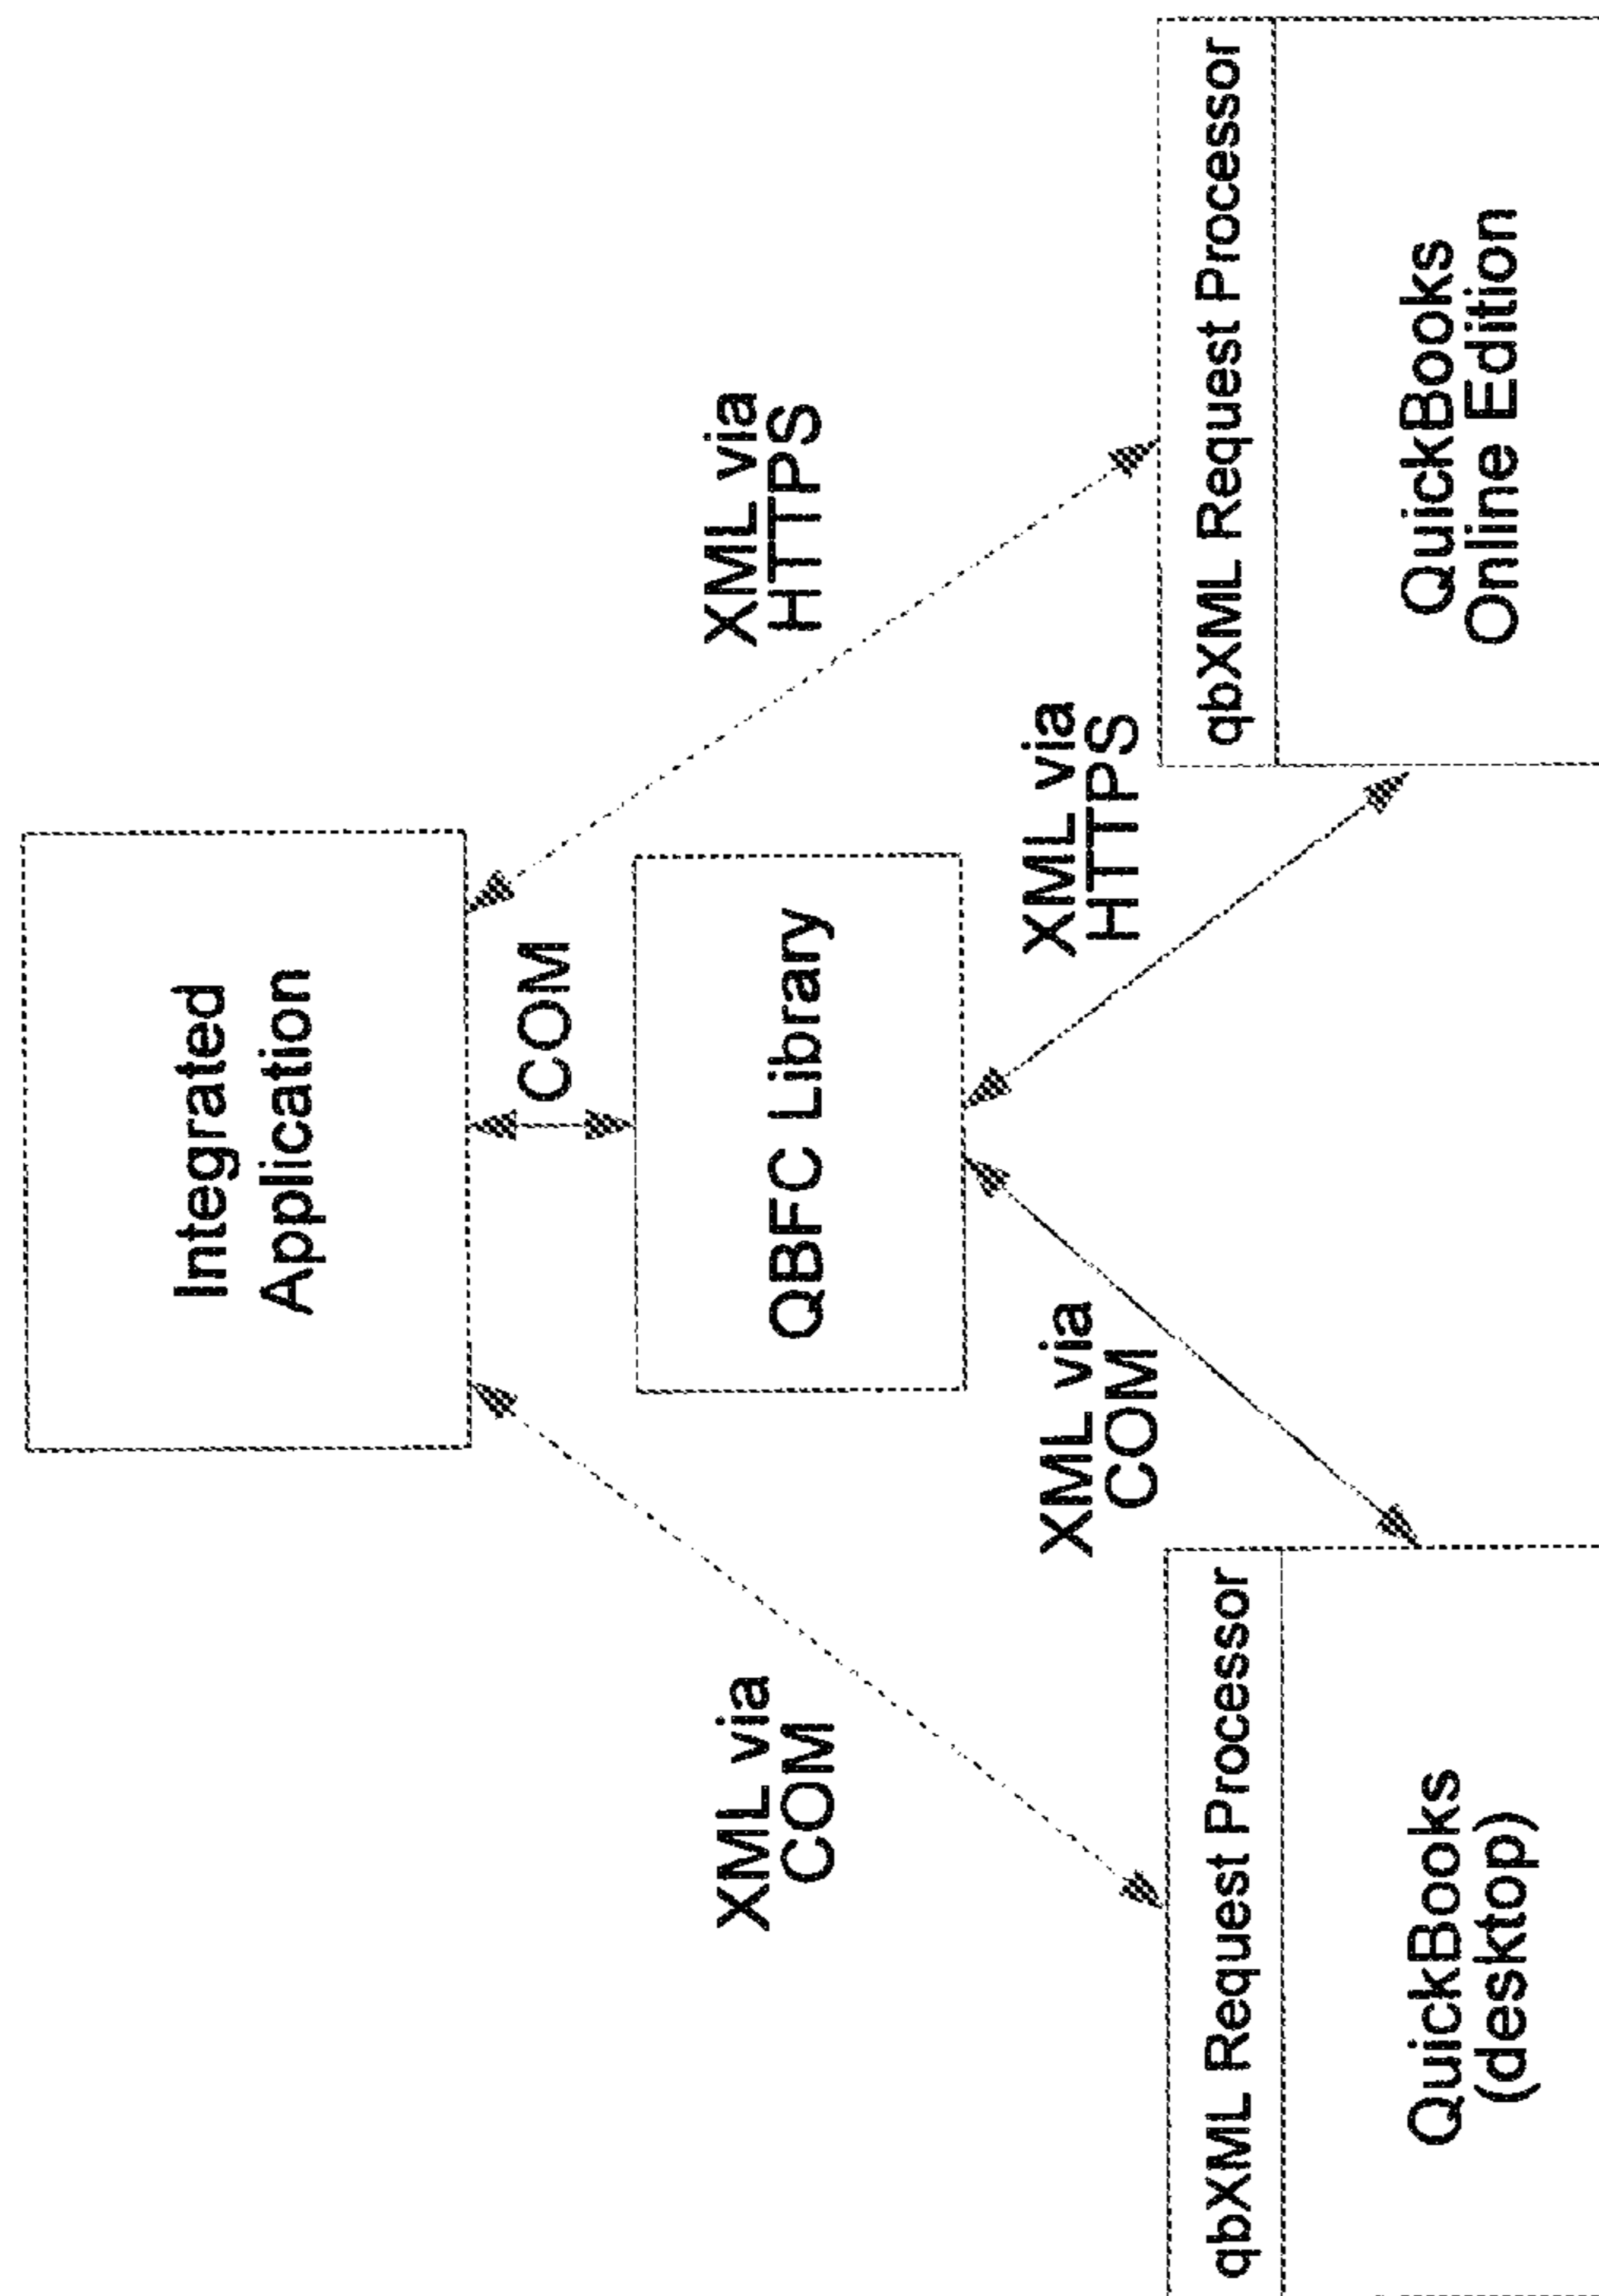 Integrated
Application
COM
QBFC Library
XML via
COM
XML via
HTTPS
XML via
COM
XML via
HTTPS
qbXML Request Processor
QuickBooks
(desktop)
qbXML Request Processor
QuickBooks
Online Edition